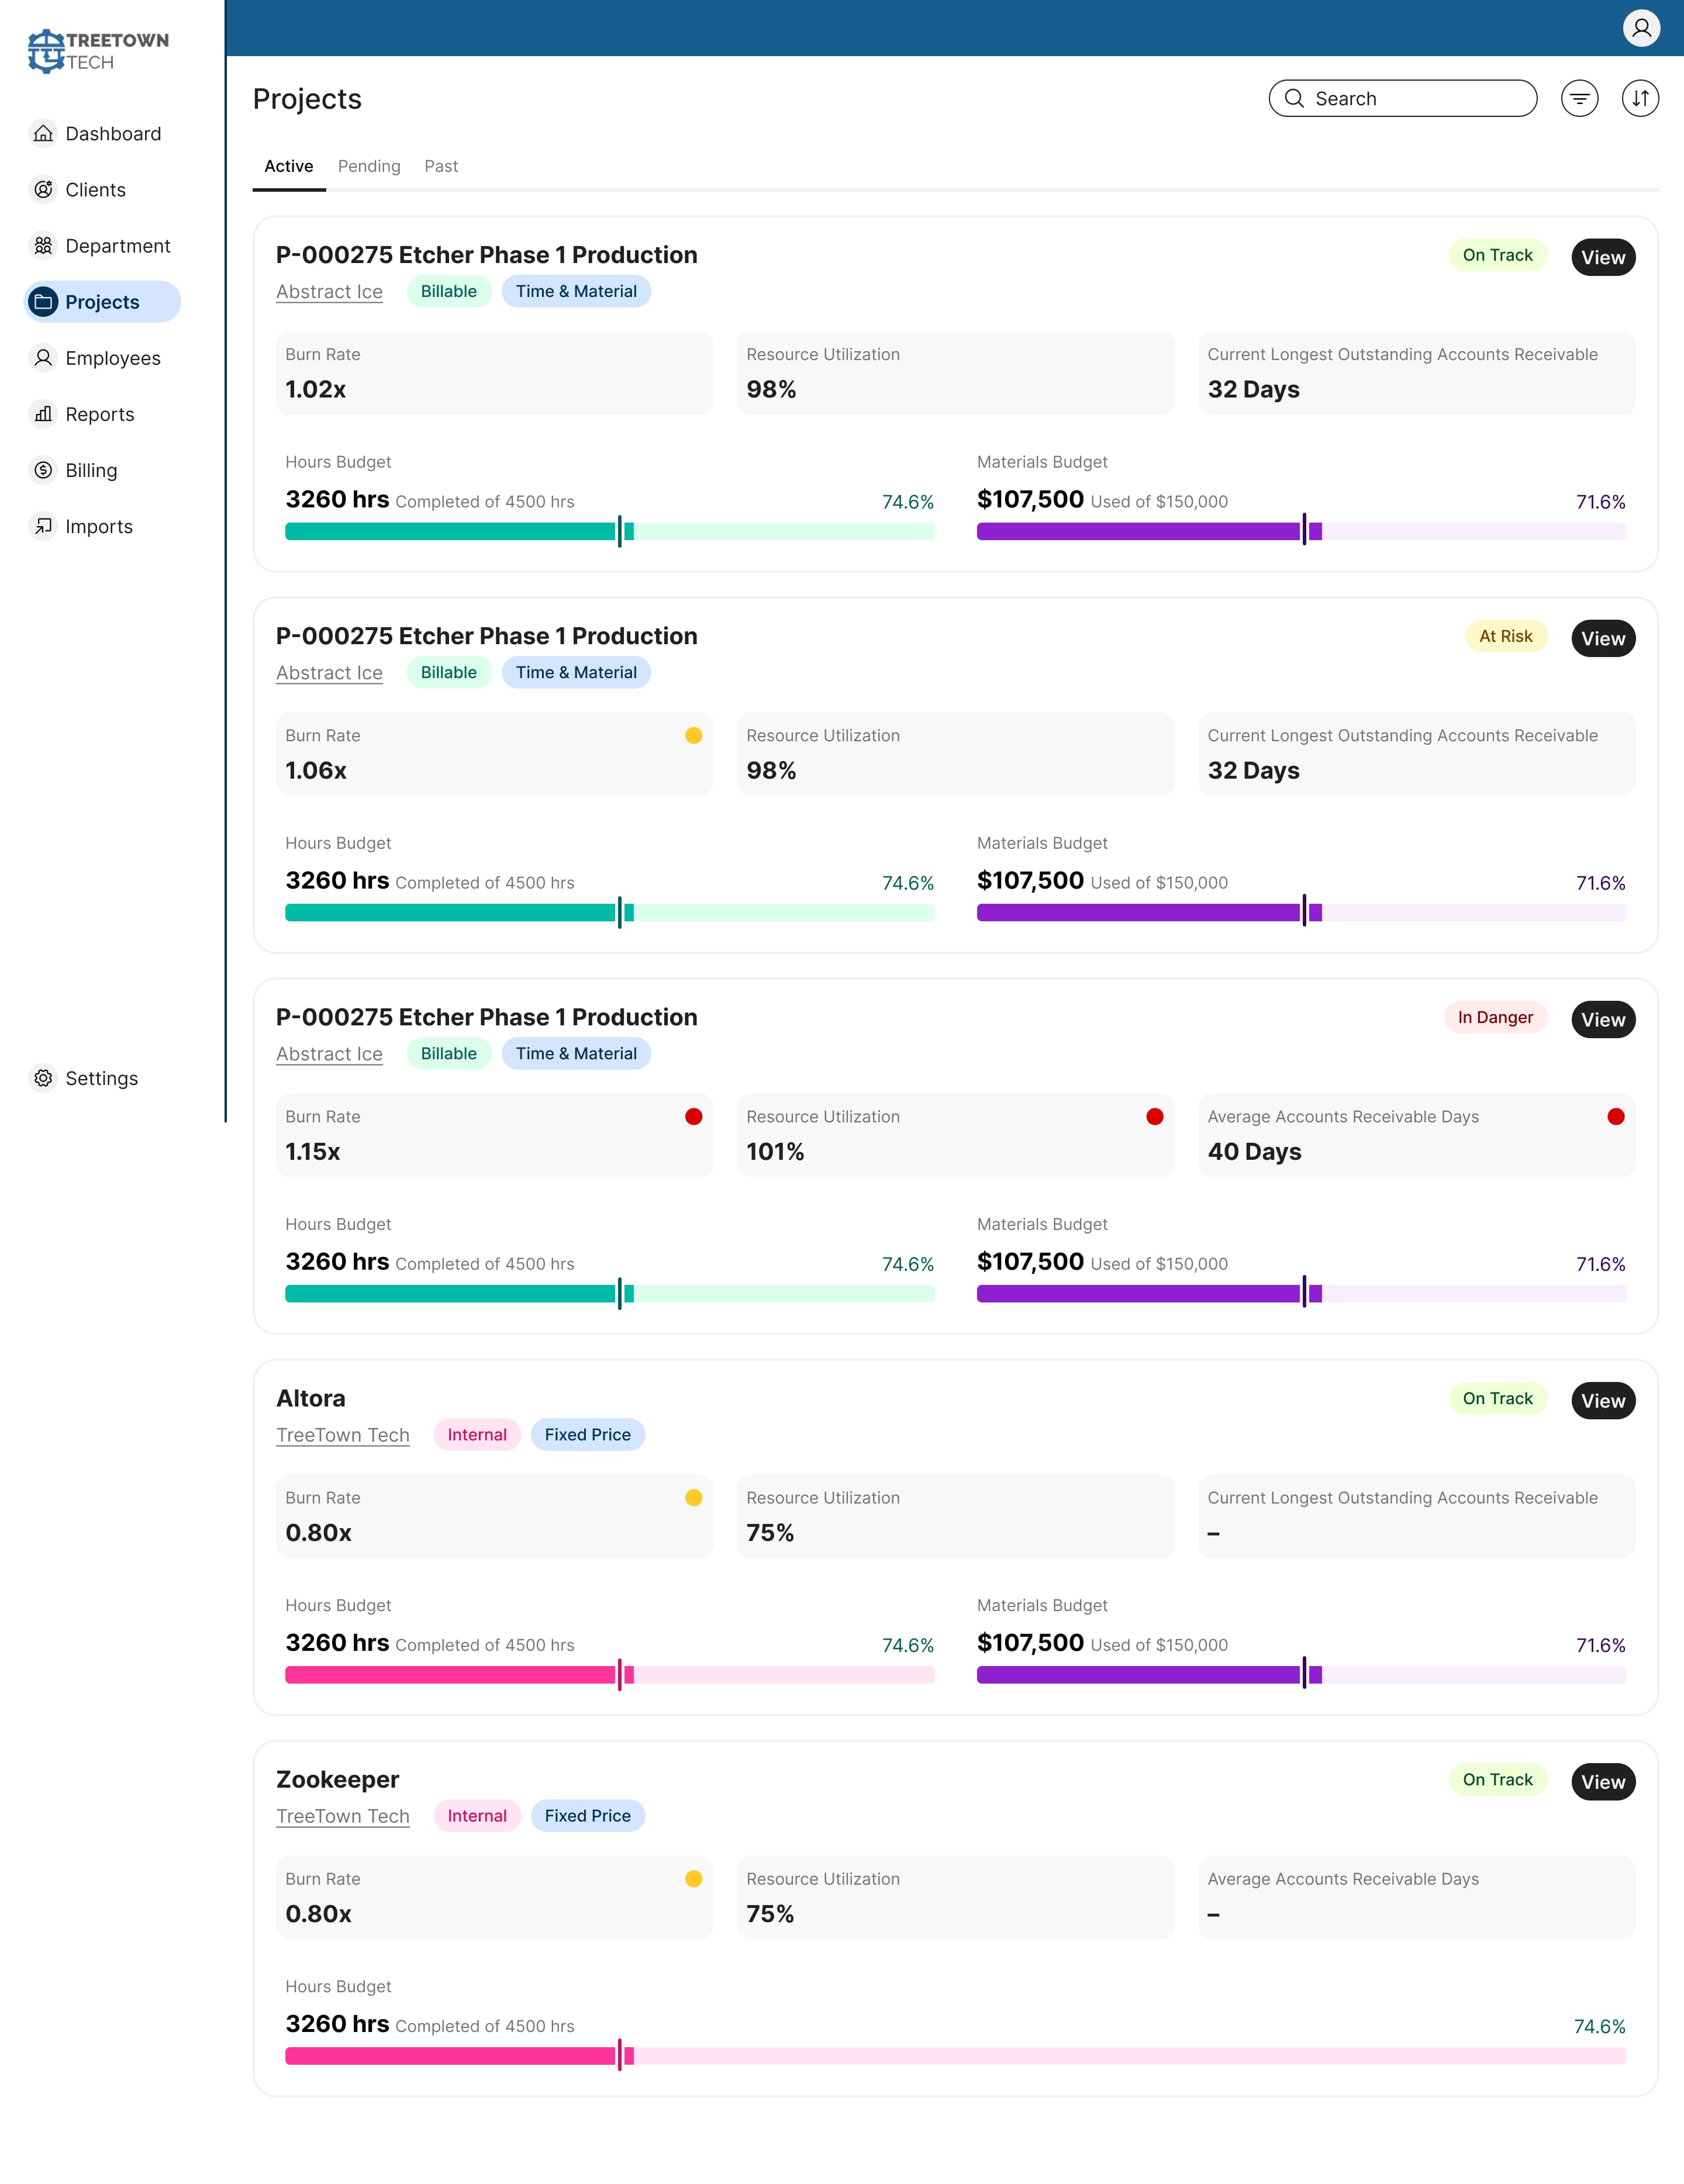 TREETOWN
TECH
Dashboard
Clients
Department
Projects
Employees
Reports
Billing
Imports
Settings
Projects
Search
Active Pending Past
P-000275 Etcher Phase 1 Production
On Track View
Abstract Ice Billable Time & Material
Burn Rate Resource Utilization Current Longest Outstanding Accounts Receivable
1.02x 98% 32 Days
Hours Budget Materials Budget
3260 hrs Completed of 4500 hrs 74.6% $107,500 Used of $150,000 71.6%
P-000275 Etcher Phase 1 Production
At Risk View
Abstract Ice Billable Time & Material
Burn Rate Resource Utilization Current Longest Outstanding Accounts Receivable
1.06x 98% 32 Days
Hours Budget Materials Budget
3260 hrs Completed of 4500 hrs 74.6% $107,500 Used of $150,000 71.6%
P-000275 Etcher Phase 1 Production
In Danger View
Abstract Ice Billable Time & Material
Burn Rate Resource Utilization Average Accounts Receivable Days
1.15x 101% 40 Days
Hours Budget Materials Budget
3260 hrs Completed of 4500 hrs 74.6% $107,500 Used of $150,000 71.6%
Altora
On Track View
TreeTown Tech Internal Fixed Price
Burn Rate Resource Utilization Current Longest Outstanding Accounts Receivable
0.80x 75% –
Hours Budget Materials Budget
3260 hrs Completed of 4500 hrs 74.6% $107,500 Used of $150,000 71.6%
Zookeeper
On Track View
TreeTown Tech Internal Fixed Price
Burn Rate Resource Utilization Average Accounts Receivable Days
0.80x 75% –
Hours Budget
3260 hrs Completed of 4500 hrs 74.6%